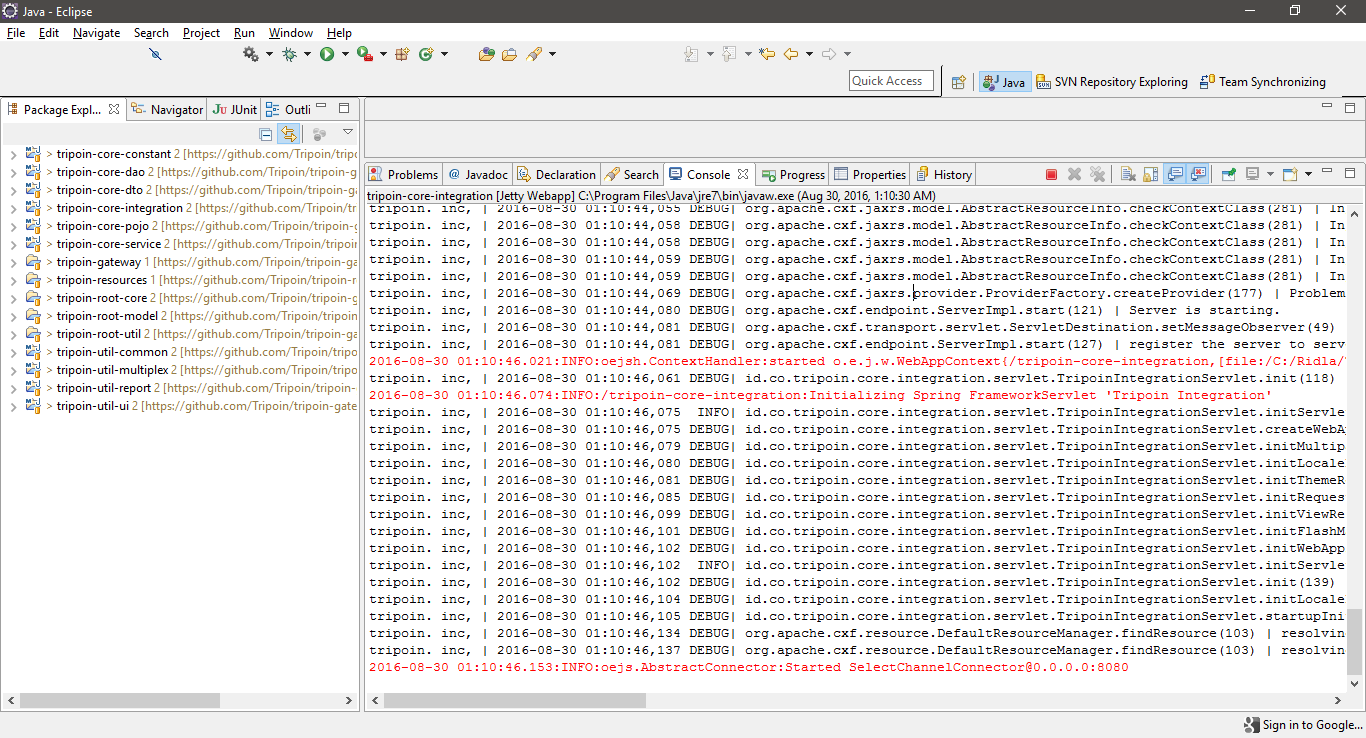 Java - Eclipse
File Edit Navigate Search Project Run Window Help
Quick Access
Java
SVN Repository Exploring
Team Synchronizing
Package Expl...
Navigator
JUnit
Outli
> tripoin-core-constant 2 [https://github.com/Tripoin/tripo
> tripoin-core-dao 2 [https://github.com/Tripoin/tripoin-g
> tripoin-core-dto 2 [https://github.com/Tripoin/tripoin-ga
> tripoin-core-integration 2 [https://github.com/Tripoin/tr
> tripoin-core-pojo 2 [https://github.com/Tripoin/tripoin-g
> tripoin-core-service 2 [https://github.com/Tripoin/tripoi
> tripoin-gateway 1 [https://github.com/Tripoin/tripoin-ga
> tripoin-resources 1 [https://github.com/Tripoin/tripoin-g
> tripoin-root-core 2 [https://github.com/Tripoin/tripoin-g
> tripoin-root-model 2 [https://github.com/Tripoin/tripoin
> tripoin-root-util 2 [https://github.com/Tripoin/tripoin-ga
> tripoin-util-common 2 [https://github.com/Tripoin/tripo
> tripoin-util-multiplex 2 [https://github.com/Tripoin/tripo
> tripoin-util-report 2 [https://github.com/Tripoin/tripoin-
> tripoin-util-ui 2 [https://github.com/Tripoin/tripoin-gate
Problems
@ Javadoc
Declaration
Search
Console
Progress
Properties
History
tripoin-core-integration [Jetty Webapp] C:\Program Files\Java\jre7\bin\javaw.exe (Aug 30, 2016, 1:10:30 AM)
tripoin. inc, | 2016-08-30 01:10:44,055 DEBUG| org.apache.cxf.jaxrs.model.AbstractResourceInfo.checkContextClass(281) | In
tripoin. inc, | 2016-08-30 01:10:44,058 DEBUG| org.apache.cxf.jaxrs.model.AbstractResourceInfo.checkContextClass(281) | In
tripoin. inc, | 2016-08-30 01:10:44,058 DEBUG| org.apache.cxf.jaxrs.model.AbstractResourceInfo.checkContextClass(281) | In
tripoin. inc, | 2016-08-30 01:10:44,059 DEBUG| org.apache.cxf.jaxrs.model.AbstractResourceInfo.checkContextClass(281) | In
tripoin. inc, | 2016-08-30 01:10:44,059 DEBUG| org.apache.cxf.jaxrs.model.AbstractResourceInfo.checkContextClass(281) | In
tripoin. inc, | 2016-08-30 01:10:44,069 DEBUG| org.apache.cxf.jaxrs.provider.ProviderFactory.createProvider(177) | Problem
tripoin. inc, | 2016-08-30 01:10:44,080 DEBUG| org.apache.cxf.endpoint.ServerImpl.start(121) | Server is starting.
tripoin. inc, | 2016-08-30 01:10:44,081 DEBUG| org.apache.cxf.transport.servlet.ServletDestination.setMessageObserver(49)
tripoin. inc, | 2016-08-30 01:10:44,081 DEBUG| org.apache.cxf.endpoint.ServerImpl.start(127) | register the server to serv
2016-08-30 01:10:46.021:INFO:oejsh.ContextHandler:started o.e.j.w.WebAppContext{/tripoin-core-integration,[file:/C:/Ridla/
tripoin. inc, | 2016-08-30 01:10:46,061 DEBUG| id.co.tripoin.core.integration.servlet.TripoinIntegrationServlet.init(118)
2016-08-30 01:10:46.074:INFO:/tripoin-core-integration:Initializing Spring FrameworkServlet 'Tripoin Integration'
tripoin. inc, | 2016-08-30 01:10:46,075  INFO| id.co.tripoin.core.integration.servlet.TripoinIntegrationServlet.initServle
tripoin. inc, | 2016-08-30 01:10:46,075 DEBUG| id.co.tripoin.core.integration.servlet.TripoinIntegrationServlet.createWebA
tripoin. inc, | 2016-08-30 01:10:46,079 DEBUG| id.co.tripoin.core.integration.servlet.TripoinIntegrationServlet.initMultip
tripoin. inc, | 2016-08-30 01:10:46,080 DEBUG| id.co.tripoin.core.integration.servlet.TripoinIntegrationServlet.initLocale
tripoin. inc, | 2016-08-30 01:10:46,081 DEBUG| id.co.tripoin.core.integration.servlet.TripoinIntegrationServlet.initThemeR
tripoin. inc, | 2016-08-30 01:10:46,085 DEBUG| id.co.tripoin.core.integration.servlet.TripoinIntegrationServlet.initReques
tripoin. inc, | 2016-08-30 01:10:46,099 DEBUG| id.co.tripoin.core.integration.servlet.TripoinIntegrationServlet.initViewRe
tripoin. inc, | 2016-08-30 01:10:46,101 DEBUG| id.co.tripoin.core.integration.servlet.TripoinIntegrationServlet.initFlashM
tripoin. inc, | 2016-08-30 01:10:46,102 DEBUG| id.co.tripoin.core.integration.servlet.TripoinIntegrationServlet.initWebApp
tripoin. inc, | 2016-08-30 01:10:46,102  INFO| id.co.tripoin.core.integration.servlet.TripoinIntegrationServlet.initServle
tripoin. inc, | 2016-08-30 01:10:46,102 DEBUG| id.co.tripoin.core.integration.servlet.TripoinIntegrationServlet.init(139)
tripoin. inc, | 2016-08-30 01:10:46,104 DEBUG| id.co.tripoin.core.integration.servlet.TripoinIntegrationServlet.initLocale
tripoin. inc, | 2016-08-30 01:10:46,105 DEBUG| id.co.tripoin.core.integration.servlet.TripoinIntegrationServlet.startupIni
tripoin. inc, | 2016-08-30 01:10:46,134 DEBUG| org.apache.cxf.resource.DefaultResourceManager.findResource(103) | resolvin
tripoin. inc, | 2016-08-30 01:10:46,137 DEBUG| org.apache.cxf.resource.DefaultResourceManager.findResource(103) | resolvin
2016-08-30 01:10:46.153:INFO:oejs.AbstractConnector:Started SelectChannelConnector@0.0.0.0:8080
Sign in to Google...